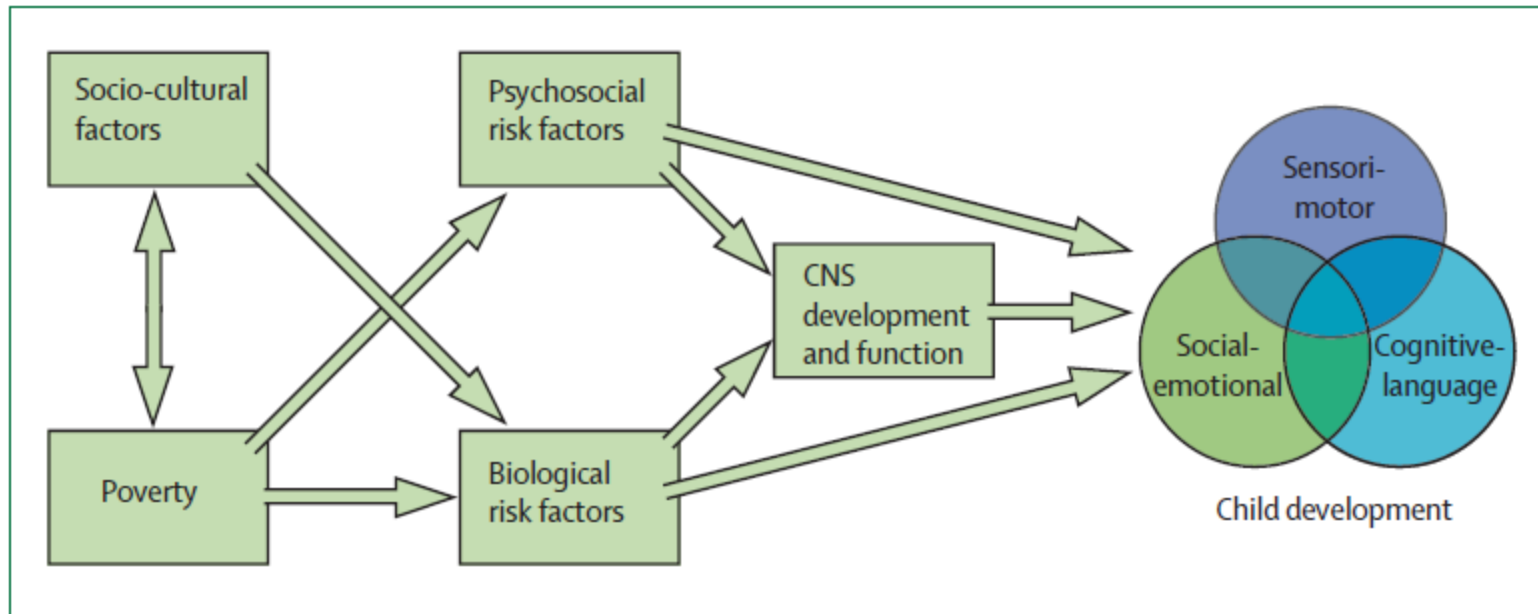 Socio-cultural
factors
Psychosocial
risk factors
Sensori-
motor
CNS
development
and function
Social-
emotional
Cognitive-
language
Poverty
Biological
risk factors
Child development